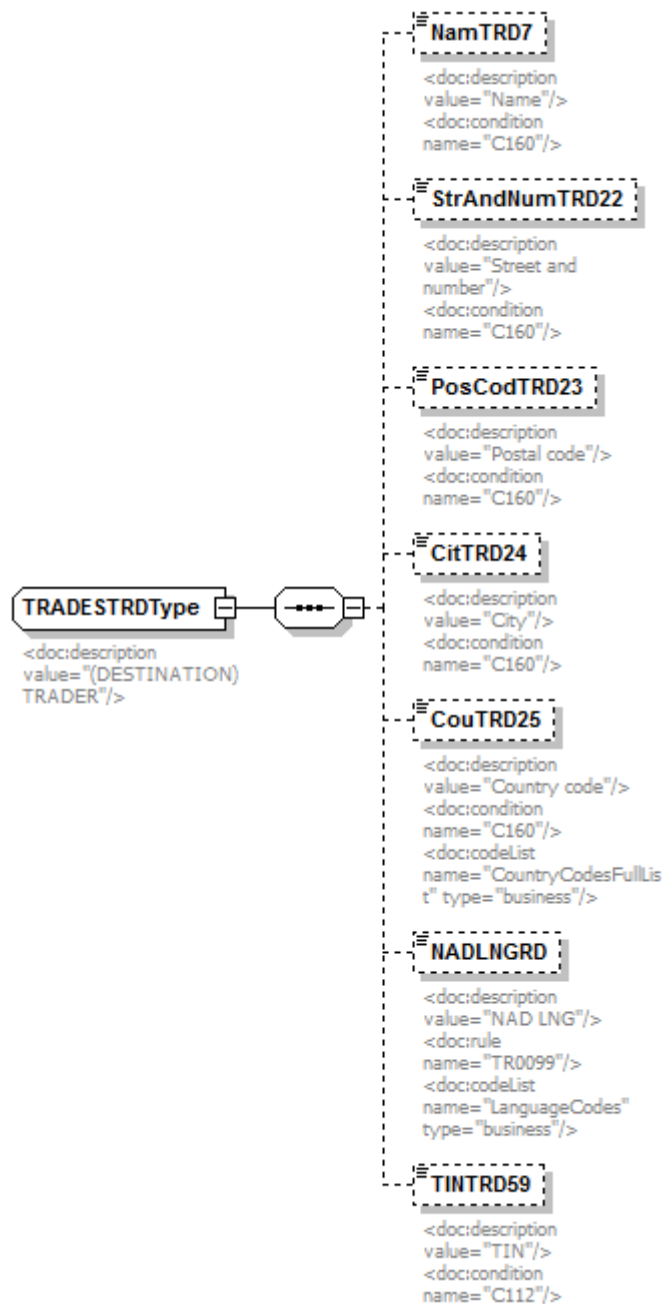 NamTRD7
<doc:description
value="Name"/>
<doc:condition
name="C160"/>
StrAndNumTRD22
<doc:description
value="Street and
number"/>
<doc:condition
name="C160"/>
PosCodTRD23
<doc:description
value="Postal code"/>
<doc:condition
name="C160"/>
CitTRD24
<doc:description
value="City"/>
<doc:condition
name="C160"/>
TRADESTRDType
<doc:description
value="(DESTINATION)
TRADER"/>
CouTRD25
<doc:description
value="Country code"/>
<doc:condition
name="C160"/>
<doc:codeList
name="CountryCodesFullLis
t" type="business"/>
NADLNGRD
<doc:description
value="NAD LNG"/>
<doc:rule
name="TR0099"/>
<doc:codeList
name="LanguageCodes"
type="business"/>
TINTRD59
<doc:description
value="TIN"/>
<doc:condition
name="C112"/>